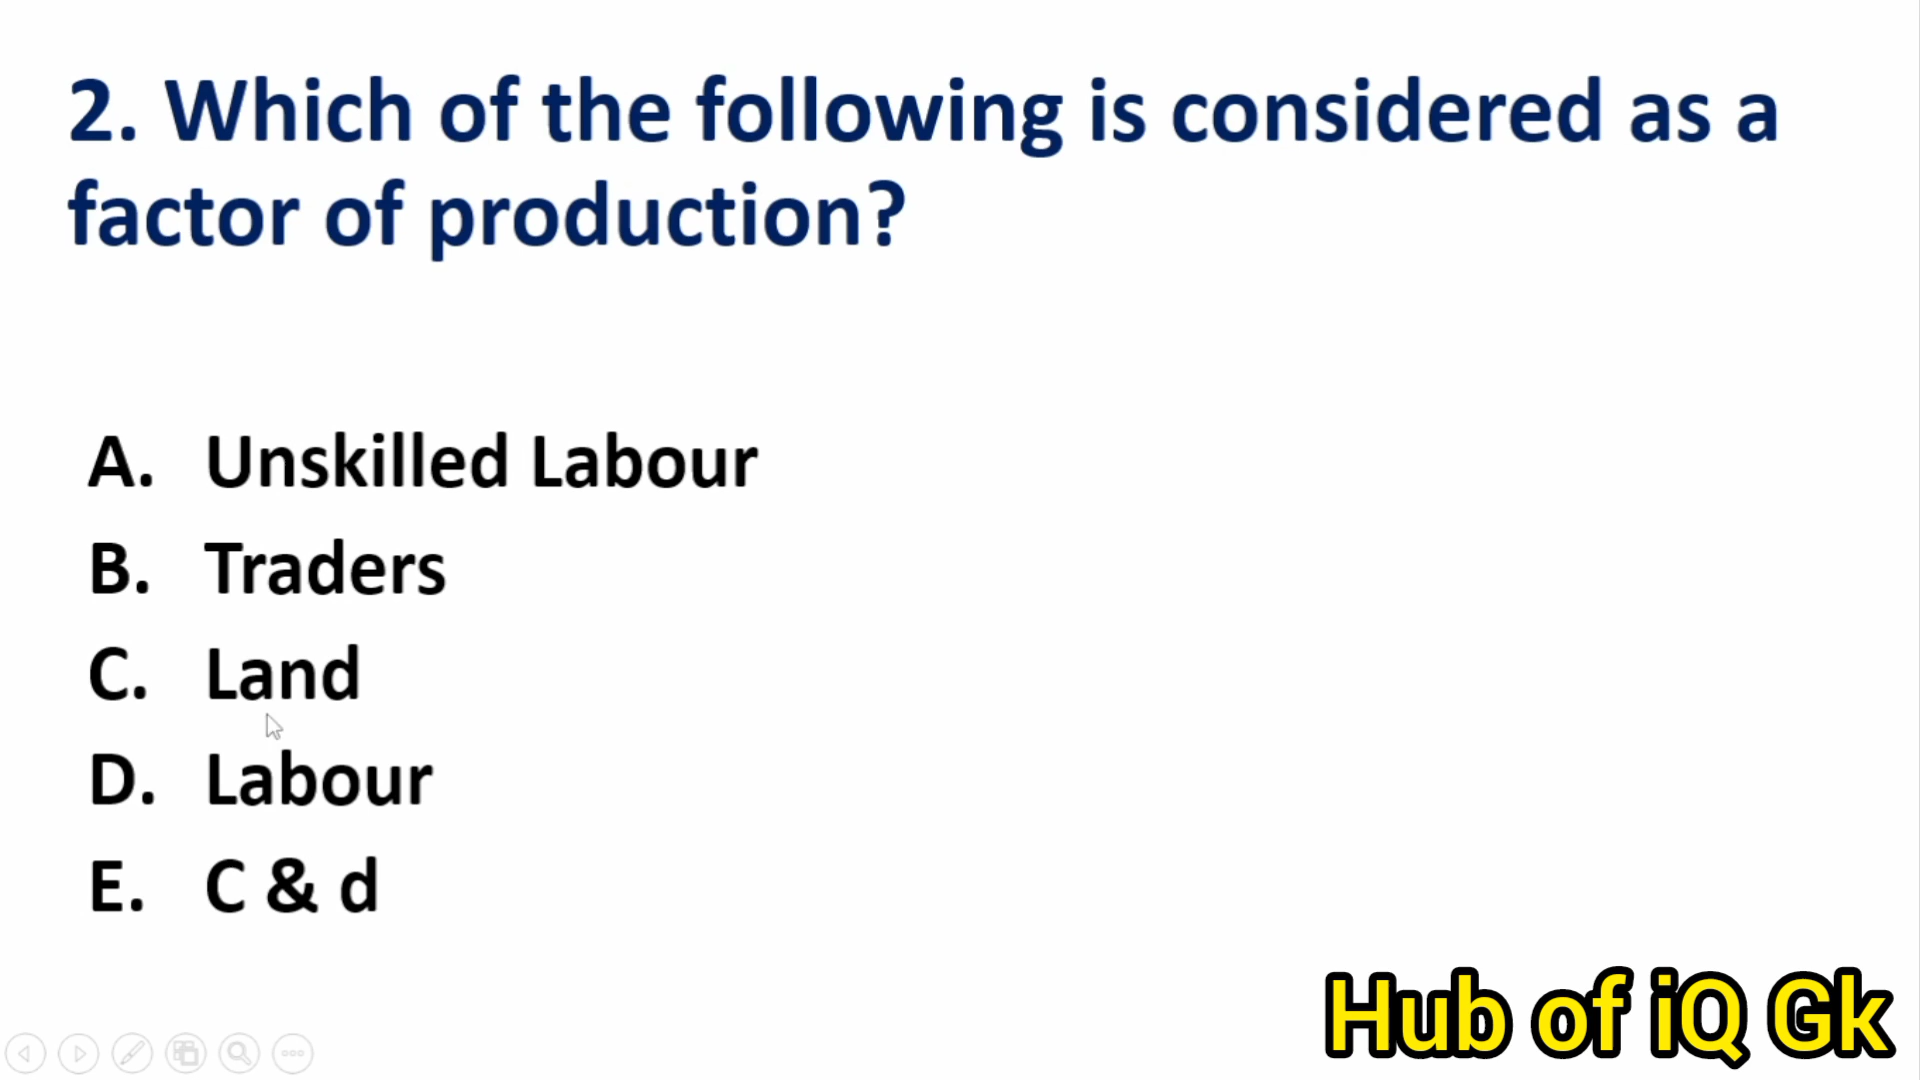 2. Which of the following is considered as a
factor of production?
A. Unskilled Labour
B. Traders
C. Land
D. Labour
E. C & d
Hub of iQ Gk